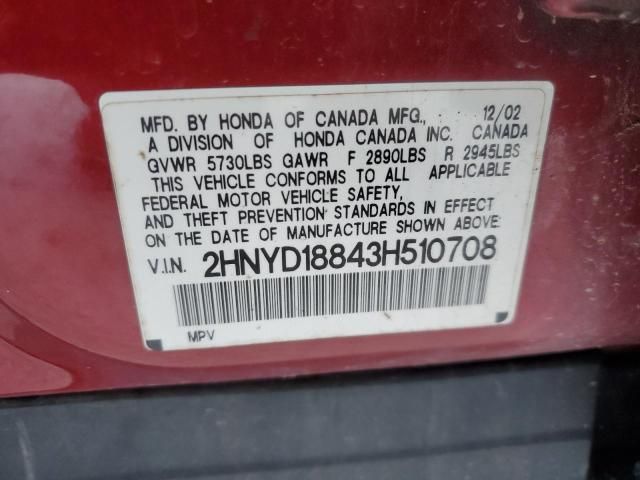 MFD. BY HONDA OF CANADA MFG., 12/02
A DIVISION OF HONDA CANADA INC. CANADA
GVWR 5730LBS GAWR F 2890LBS R 2945LBS
THIS VEHICLE CONFORMS TO ALL APPLICABLE
FEDERAL MOTOR VEHICLE SAFETY,
AND THEFT PREVENTION STANDARDS IN EFFECT
ON THE DATE OF MANUFACTURE SHOWN ABOVE.
V.I.N. 2HNYD18843H510708
MPV